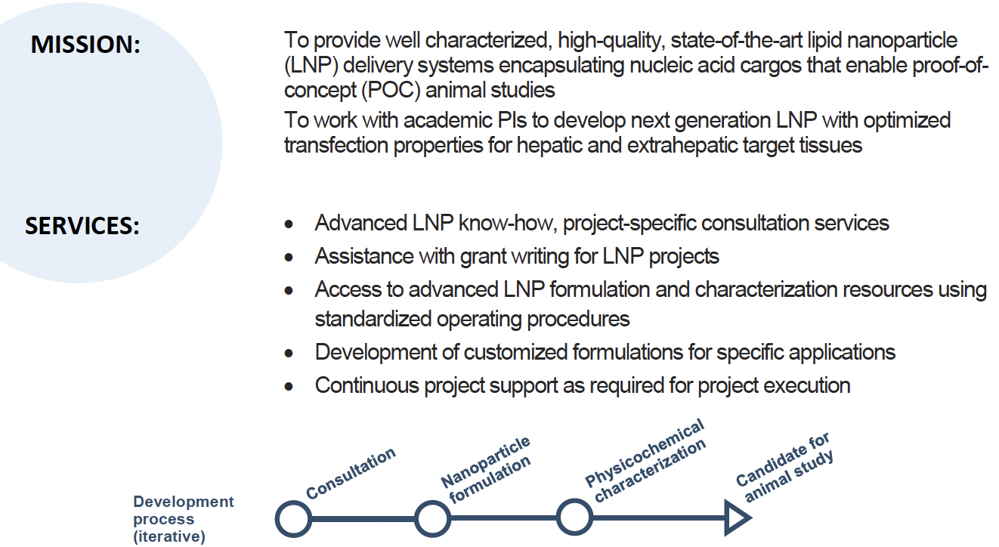 MISSION:
To provide well characterized, high-quality, state-of-the-art lipid nanoparticle
(LNP) delivery systems encapsulating nucleic acid cargos that enable proof-of-
concept (POC) animal studies
To work with academic PIs to develop next generation LNP with optimized
transfection properties for hepatic and extrahepatic target tissues
SERVICES:
• Advanced LNP know-how, project-specific consultation services
• Assistance with grant writing for LNP projects
• Access to advanced LNP formulation and characterization resources using
standardized operating procedures
• Development of customized formulations for specific applications
• Continuous project support as required for project execution
Development
process
(iterative)
Consultation
Nanoparticle
formulation
Physicochemical
characterization
Candidate for
animal study